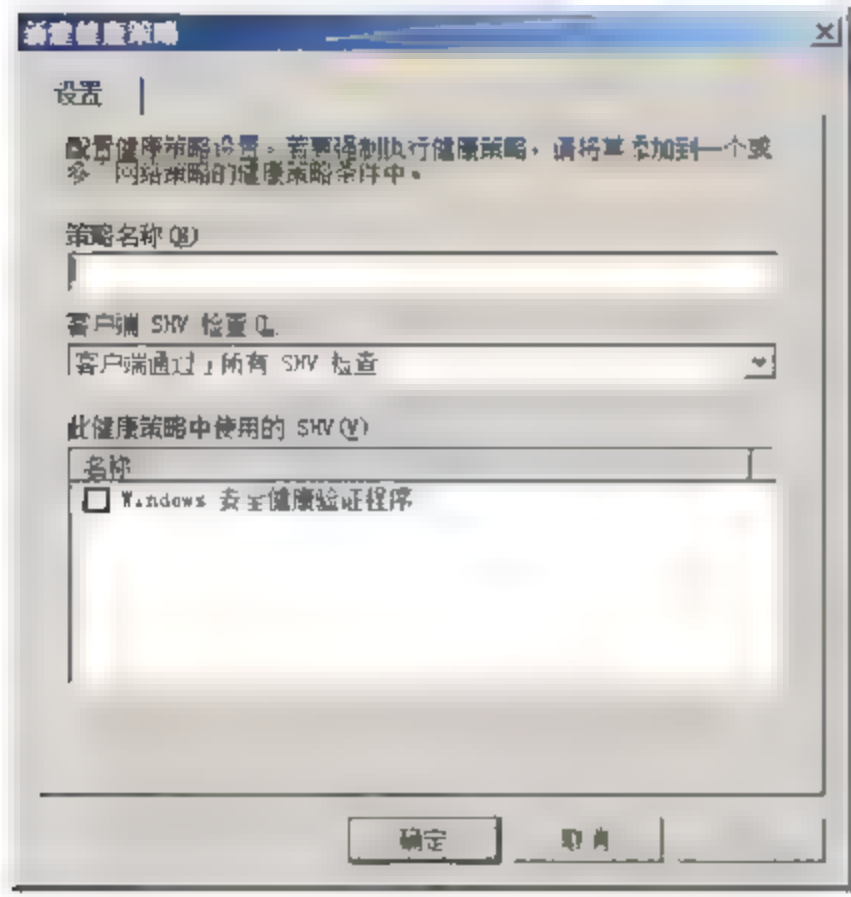 新建健康策略
设置
配置健康策略设置。若要强制执行健康策略，请将其添加到一个或
多个网络策略的健康策略条件中。
策略名称(N)
客户端 SHV 检查(L)
客户端通过了所有 SHV 检查
此健康策略中使用的 SHV(V)
名称
Windows 安全健康验证程序
确定
取消